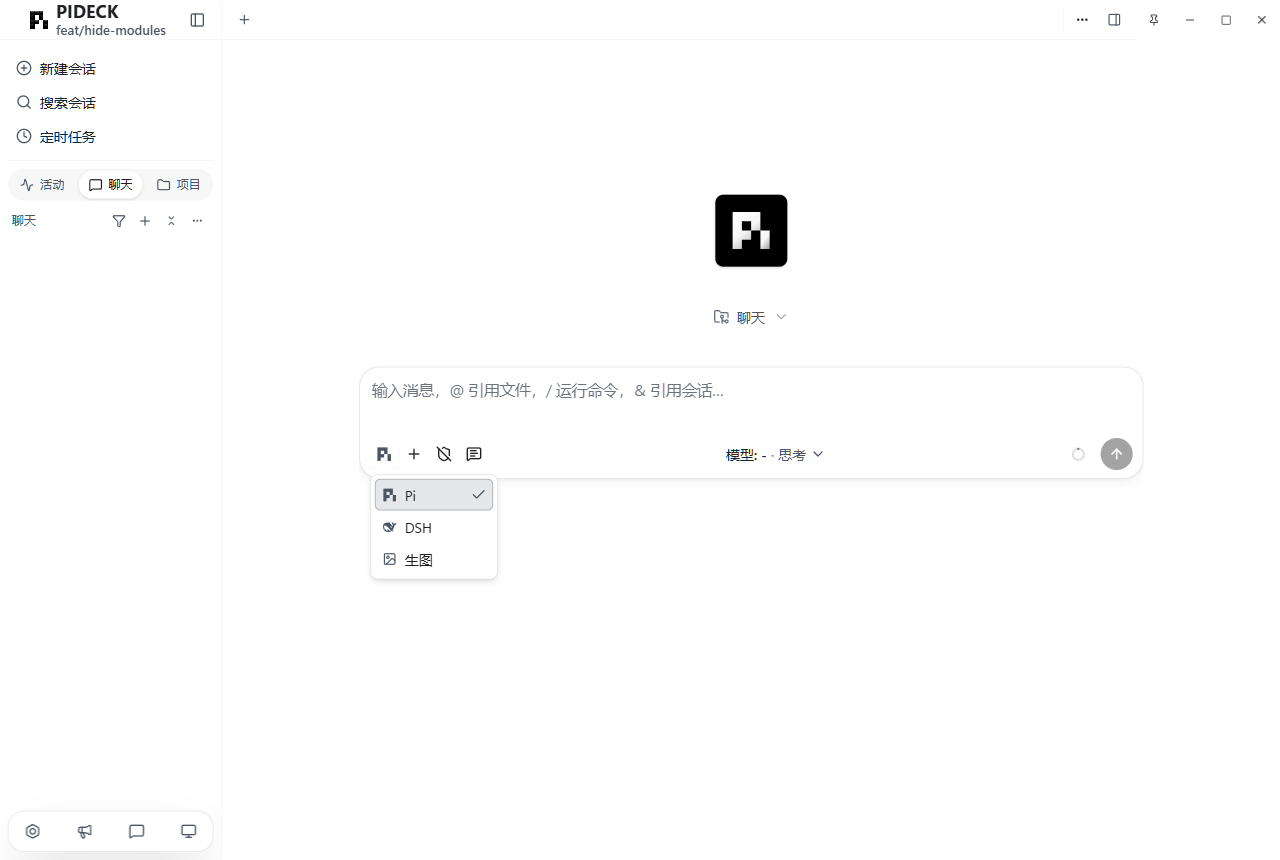 PIDECK
feat/hide-modules
新建会话
搜索会话
定时任务
活动
聊天
项目
聊天
聊天
输入消息，@ 引用文件，/ 运行命令，& 引用会话...
模型: - · 思考
Pi
DSH
生图